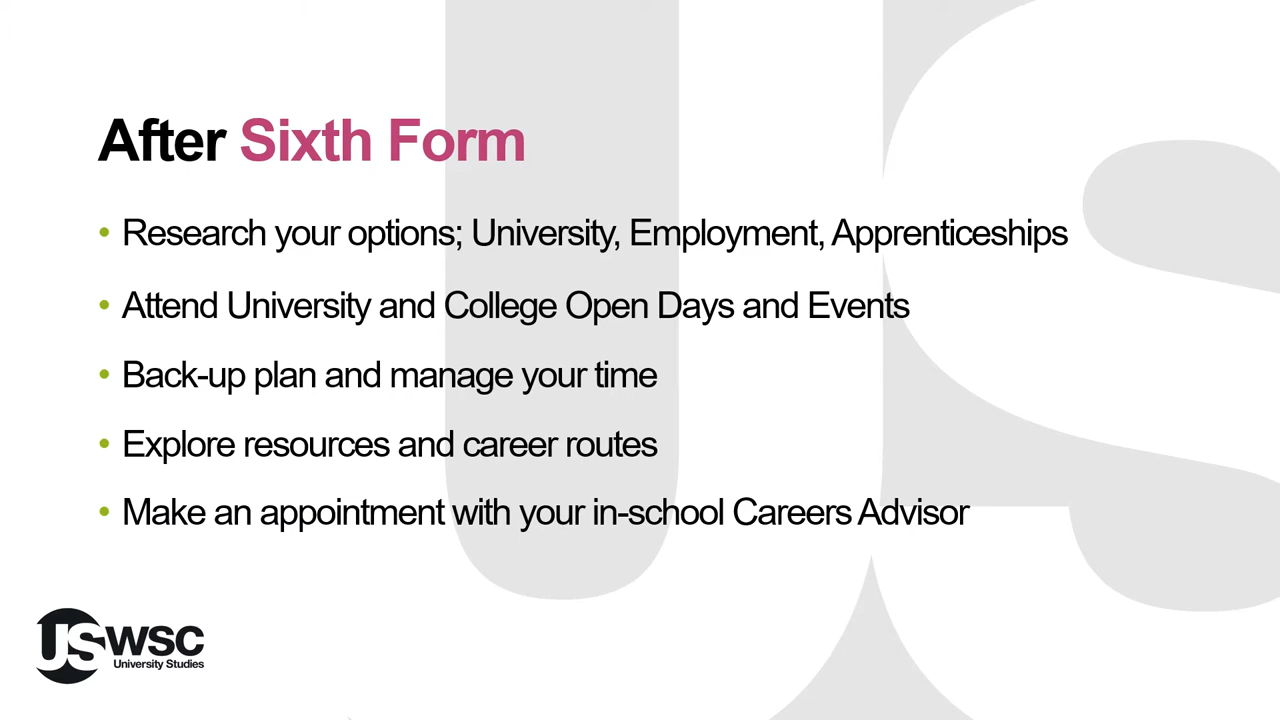 After Sixth Form
• Research your options; University, Employment, Apprenticeships
• Attend University and College Open Days and Events
• Back-up plan and manage your time
• Explore resources and career routes
• Make an appointment with your in-school Careers Advisor
US WSC
University Studies